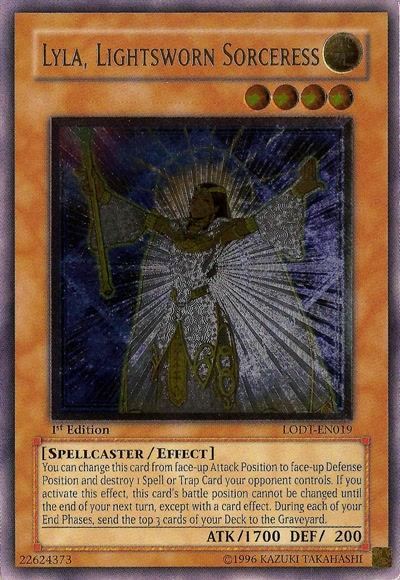 LYLA, LIGHTSWORN SORCERESS
1st Edition LODT-EN019
[SPELLCASTER / EFFECT]
You can change this card from face-up Attack Position to face-up Defense
Position and destroy 1 Spell or Trap Card your opponent controls. If you
activate this effect, this card's battle position cannot be changed until
the end of your next turn, except with a card effect. During each of your
End Phases, send the top 3 cards of your Deck to the Graveyard.
ATK/1700 DEF/ 200
22624373 ©1996 KAZUKI TAKAHASHI